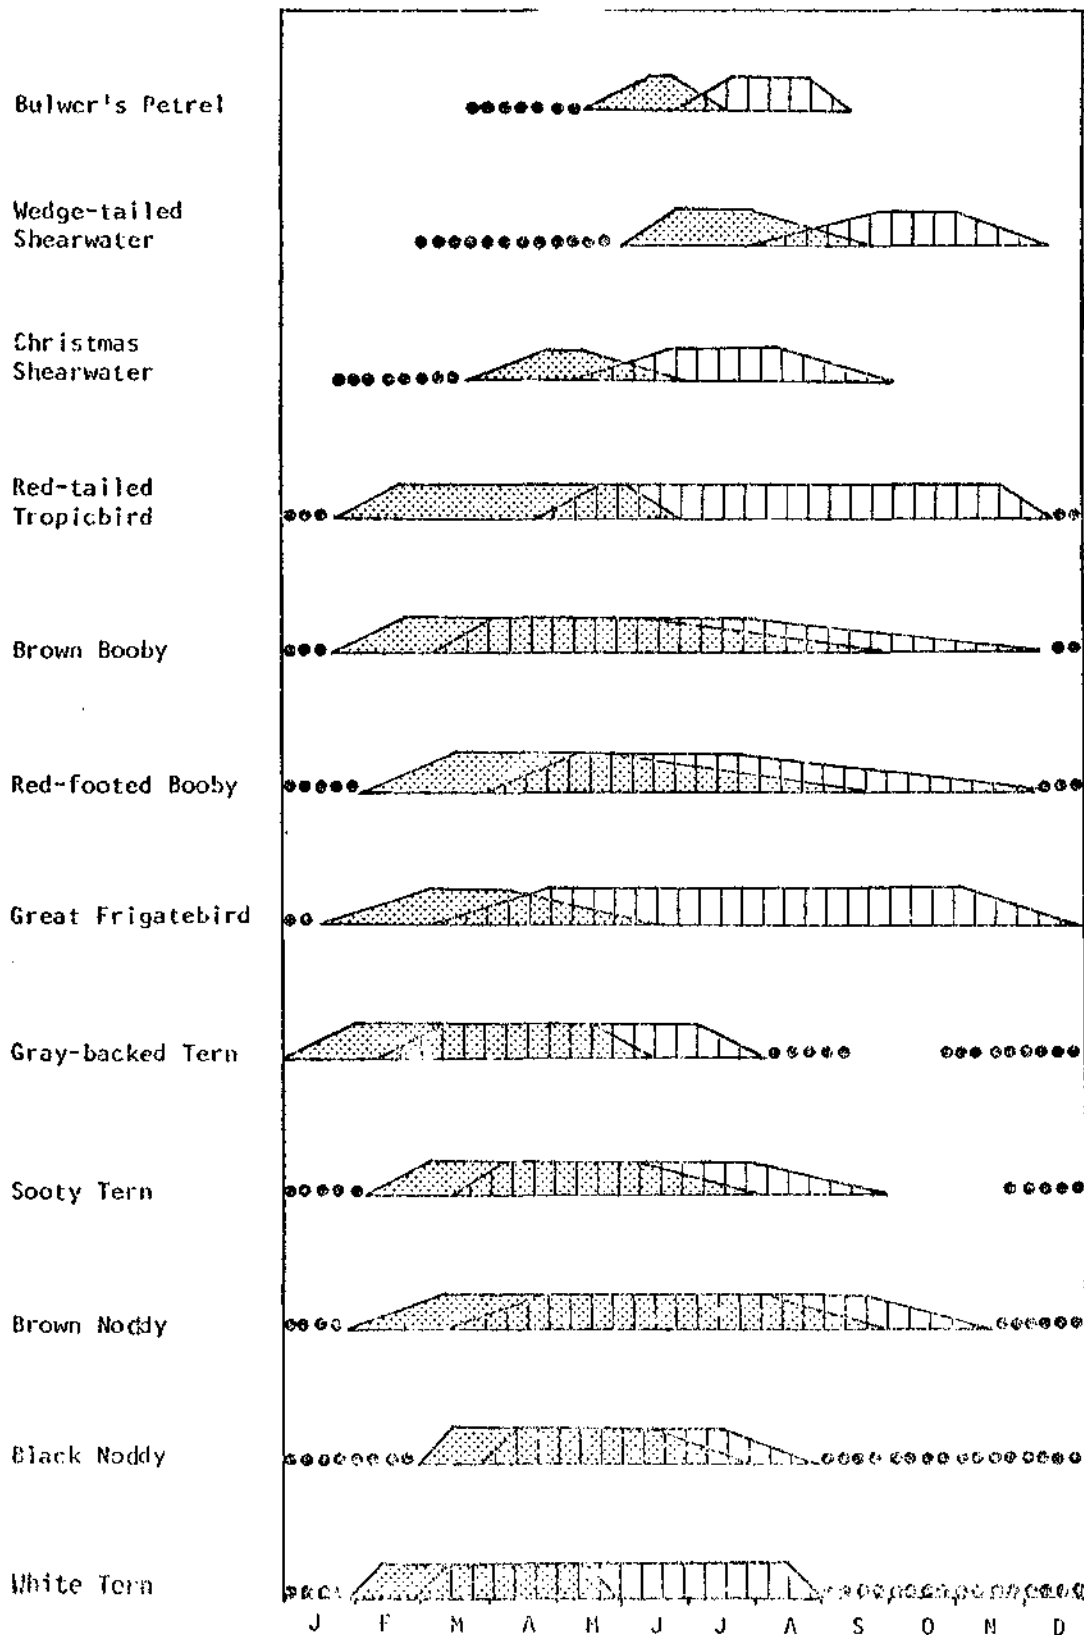 Bulwer's Petrel
Wedge-tailed
Shearwater
Christmas
Shearwater
Red-tailed
Tropicbird
Brown Booby
Red-footed Booby
Great Frigatebird
Gray-backed Tern
Sooty Tern
Brown Noddy
Black Noddy
White Tern
J F M A M J J A S O N D